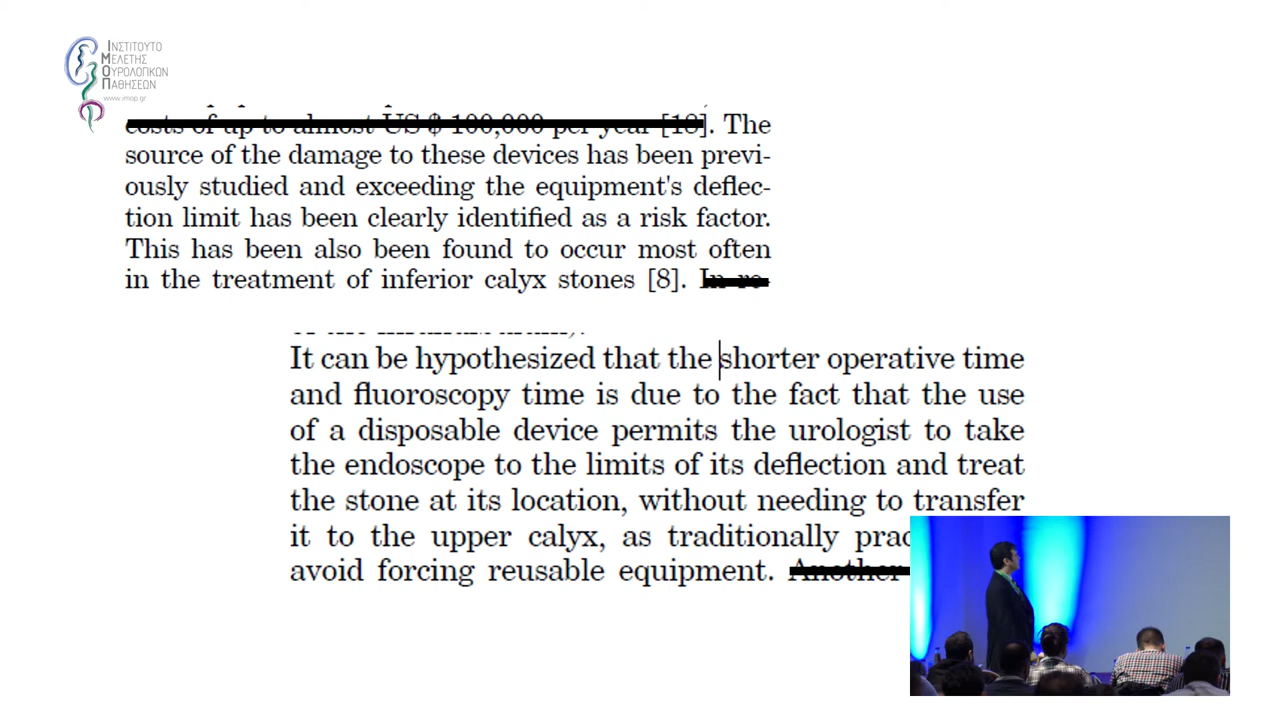 ΙΝΣΤΙΤΟΥΤΟ
ΜΕΛΕΤΗΣ
ΟΥΡΟΛΟΓΙΚΩΝ
ΠΑΘΗΣΕΩΝ
www.imop.gr
costs of up to almost US $ 100,000 per year [18]. The
source of the damage to these devices has been previ-
ously studied and exceeding the equipment's deflec-
tion limit has been clearly identified as a risk factor.
This has been also been found to occur most often
in the treatment of inferior calyx stones [8]. In re-
It can be hypothesized that the shorter operative time
and fluoroscopy time is due to the fact that the use
of a disposable device permits the urologist to take
the endoscope to the limits of its deflection and treat
the stone at its location, without needing to transfer
it to the upper calyx, as traditionally prac
avoid forcing reusable equipment. Another